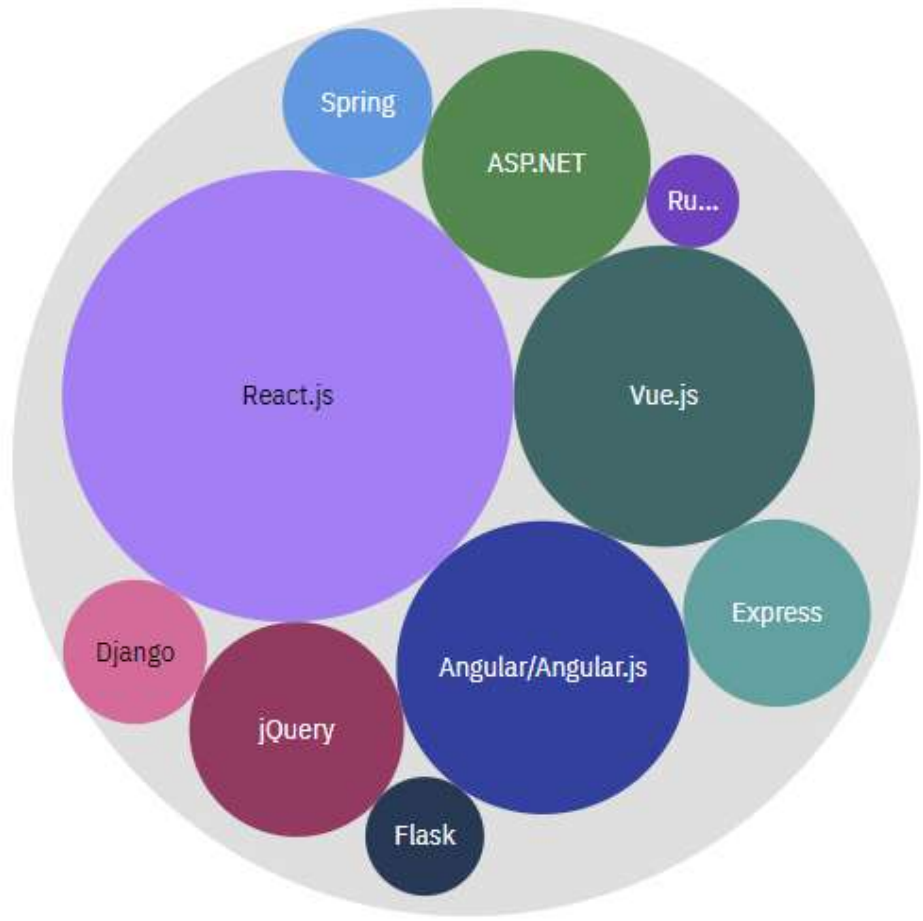 Spring
ASP.NET
Ru...
React.js
Vue.js
Express
Django
Angular/Angular.js
jQuery
Flask